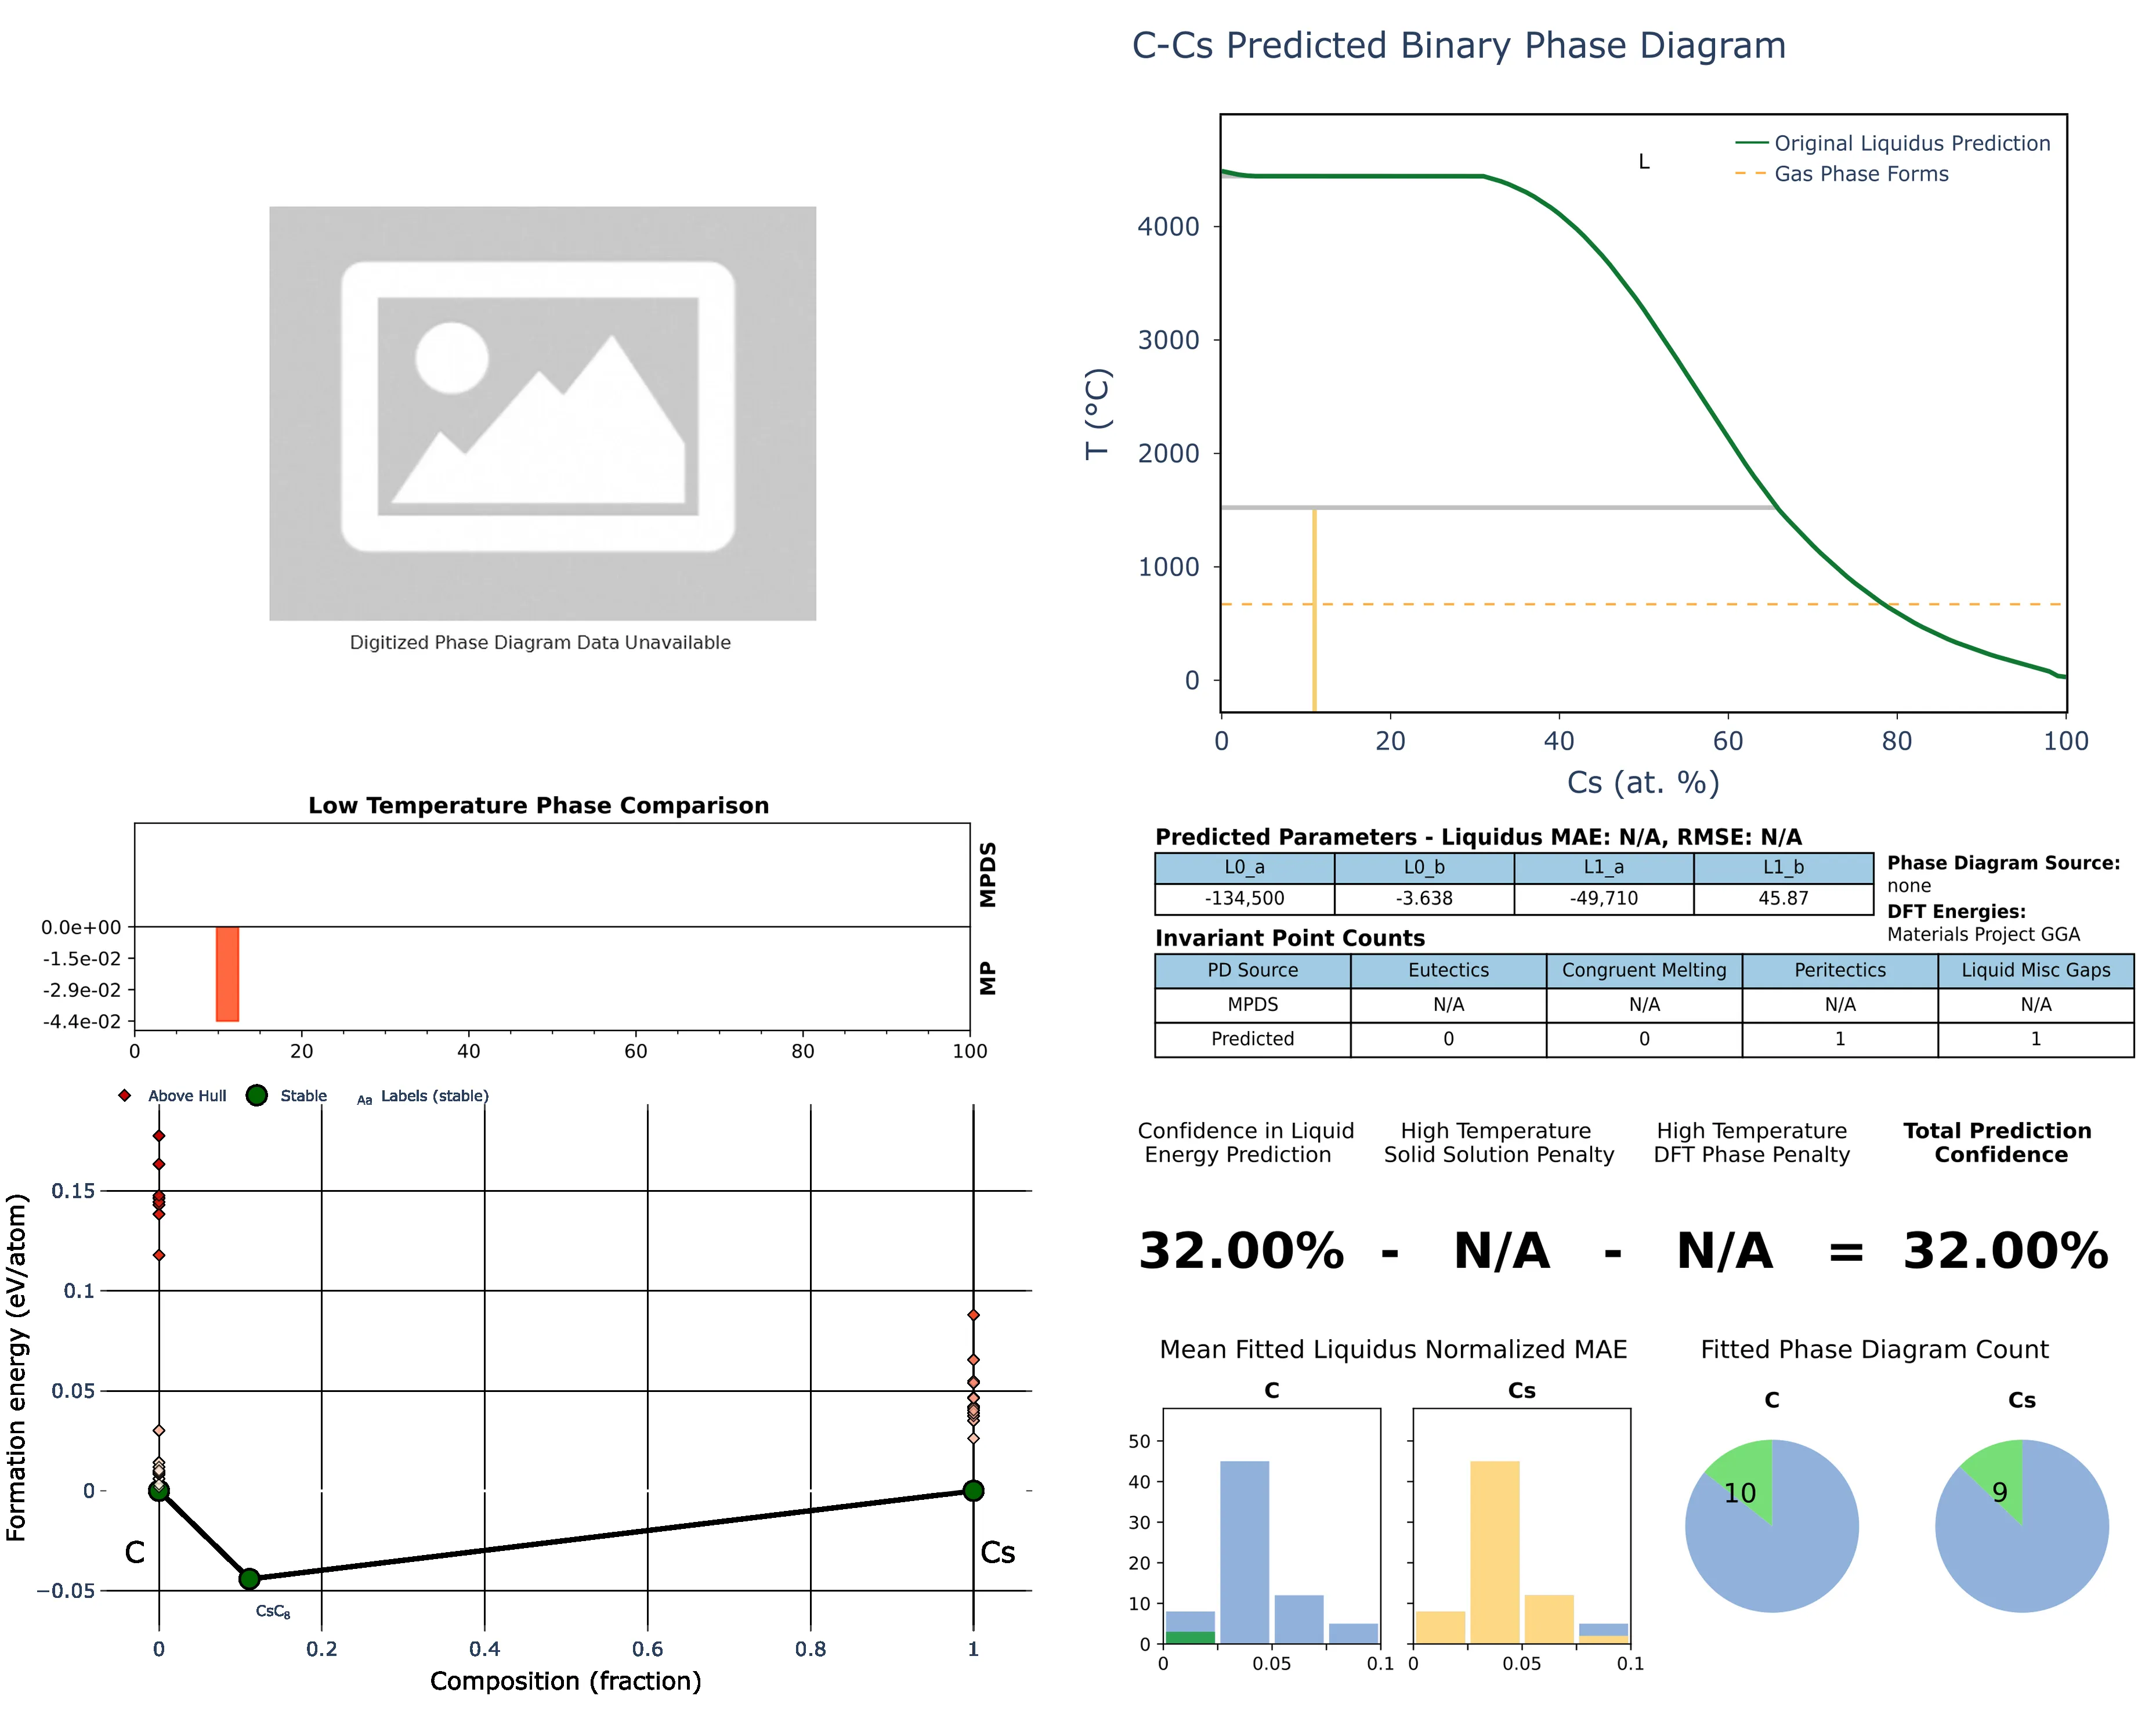 C-Cs Predicted Binary Phase Diagram
Original Liquidus Prediction
Gas Phase Forms
L
T (°C)
4000
3000
2000
1000
0
0 20 40 60 80 100
Cs (at. %)
Digitized Phase Diagram Data Unavailable
Low Temperature Phase Comparison
MPDS
MP
0.0e+00
-1.5e-02
-2.9e-02
-4.4e-02
0 20 40 60 80 100
Predicted Parameters - Liquidus MAE: N/A, RMSE: N/A
L0_a L0_b L1_a L1_b
-134,500 -3.638 -49,710 45.87
Phase Diagram Source:
none
DFT Energies:
Materials Project GGA
Invariant Point Counts
PD Source Eutectics Congruent Melting Peritectics Liquid Misc Gaps
MPDS N/A N/A N/A N/A
Predicted 0 0 1 1
Above Hull Stable Aa Labels (stable)
Formation energy (eV/atom)
0.15
0.1
0.05
0
−0.05
C
Cs
CsC₈
0 0.2 0.4 0.6 0.8 1
Composition (fraction)
Confidence in Liquid
Energy Prediction
High Temperature
Solid Solution Penalty
High Temperature
DFT Phase Penalty
Total Prediction
Confidence
32.00% - N/A - N/A = 32.00%
Mean Fitted Liquidus Normalized MAE
C
Cs
50
40
30
20
10
0
0 0.05 0.1
0 0.05 0.1
Fitted Phase Diagram Count
C
Cs
10
9